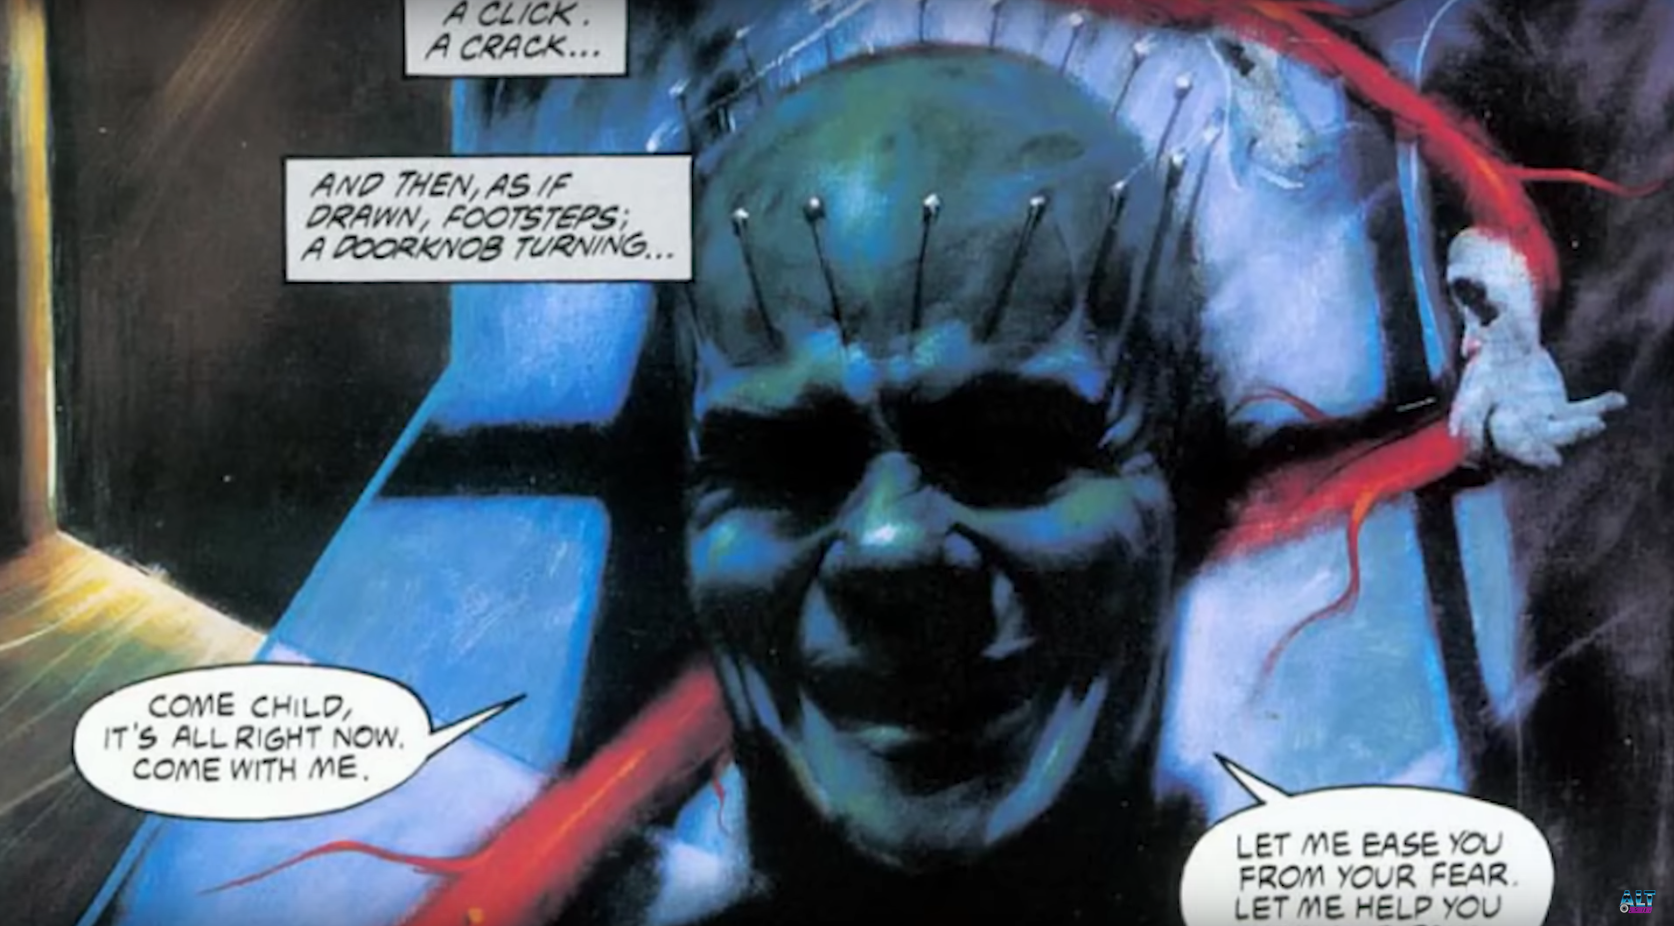 A CLICK.
A CRACK...
AND THEN, AS IF
DRAWN, FOOTSTEPS;
A DOORKNOB TURNING...
COME CHILD,
IT'S ALL RIGHT NOW.
COME WITH ME.
LET ME EASE YOU
FROM YOUR FEAR.
LET ME HELP YOU
ALT